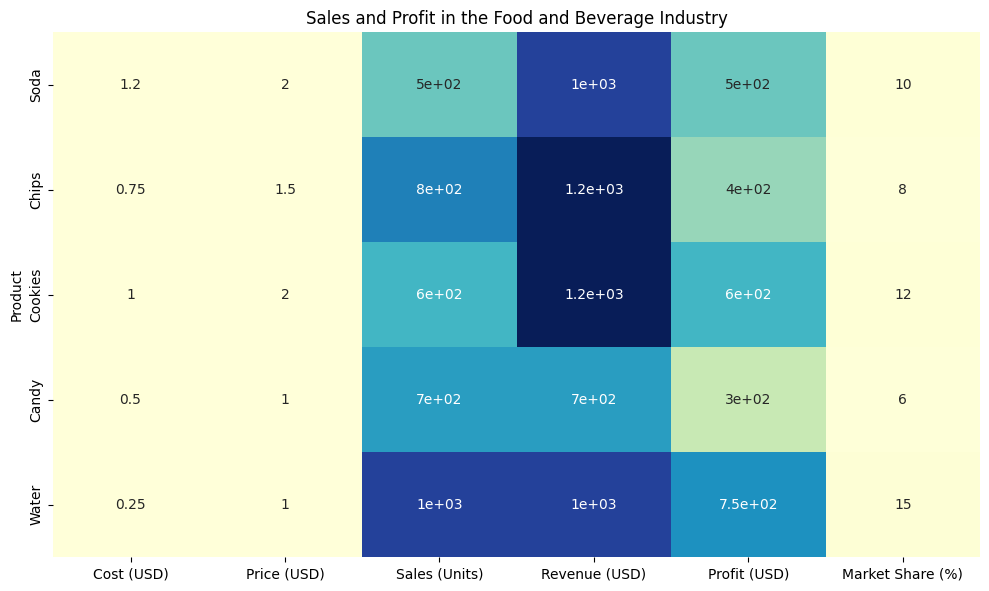 Sales and Profit in the Food and Beverage Industry
Product
Soda 1.2 2 5e+02 1e+03 5e+02 10
Chips 0.75 1.5 8e+02 1.2e+03 4e+02 8
Cookies 1 2 6e+02 1.2e+03 6e+02 12
Candy 0.5 1 7e+02 7e+02 3e+02 6
Water 0.25 1 1e+03 1e+03 7.5e+02 15
Cost (USD) Price (USD) Sales (Units) Revenue (USD) Profit (USD) Market Share (%)